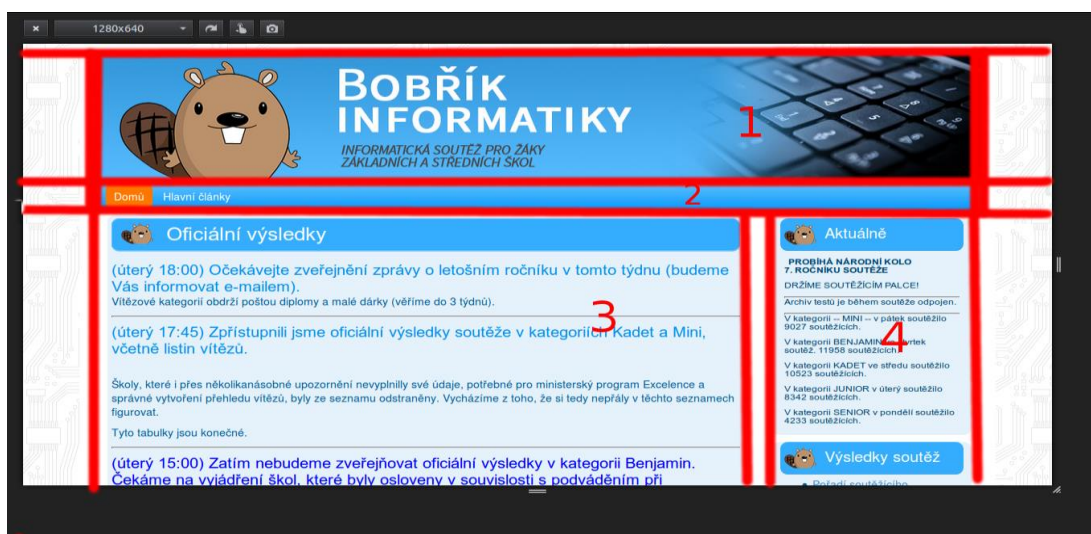 1280x640
BOBŘÍK
INFORMATIKY
INFORMATICKÁ SOUTĚŽ PRO ŽÁKY
ZÁKLADNÍCH A STŘEDNÍCH ŠKOL
1
Domů Hlavní články
2
Oficiální výsledky
(úterý 18:00) Očekávejte zveřejnění zprávy o letošním ročníku v tomto týdnu (budeme
Vás informovat e-mailem).
Vítězové kategorií obdrží poštou diplomy a malé dárky (věříme do 3 týdnů).
3
(úterý 17:45) Zpřístupnili jsme oficiální výsledky soutěže v kategoriích Kadet a Mini,
včetně listin vítězů.
Školy, které i přes několikanásobné upozornění nevyplnilly své údaje, potřebné pro ministerský program Excelence a
správné vytvoření přehledu vítězů, byly ze seznamu odstraněny. Vycházíme z toho, že si tedy nepřály v těchto seznamech
figurovat.
Tyto tabulky jsou konečné.
(úterý 15:00) Zatím nebudeme zveřejňovat oficiální výsledky v kategorii Benjamin.
Čekáme na vyjádření škol, které byly osloveny v souvislosti s podváděním při
Aktuálně
PROBÍHÁ NÁRODNÍ KOLO
7. ROČNÍKU SOUTĚŽE
DRŽÍME SOUTĚŽÍCÍM PALCE!
Archiv testů je během soutěže odpojen.
V kategorii -- MINI -- v pátek soutěžilo
9027 soutěžících.
4
V kategorii BENJAMIN
soutěž. 11958 soutěžících.
V kategorii KADET ve středu soutěžilo
10523 soutěžících.
V kategorii JUNIOR v úterý soutěžilo
8342 soutěžících.
V kategorii SENIOR v pondělí soutěžilo
4233 soutěžících.
Výsledky soutěž
Pořadí soutěžícího